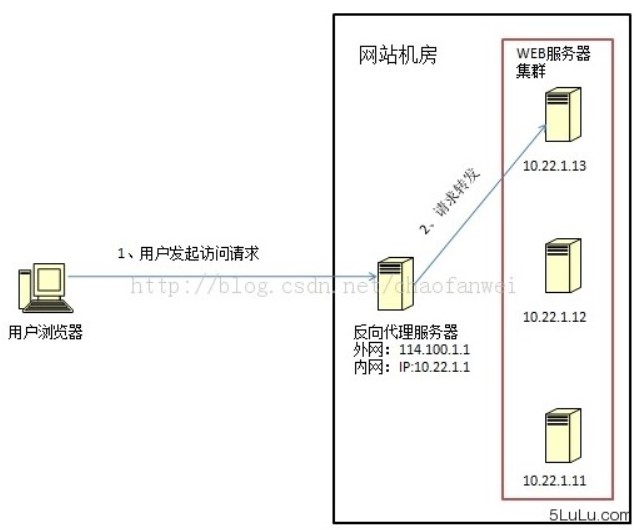 网站机房
WEB服务器
集群
10.22.1.13
2、请求转发
1、用户发起访问请求
http://blog.csdn.net/chaofanwei
用户浏览器
反向代理服务器
外网：114.100.1.1
内网：IP:10.22.1.1
10.22.1.12
10.22.1.11
5LuLu.com